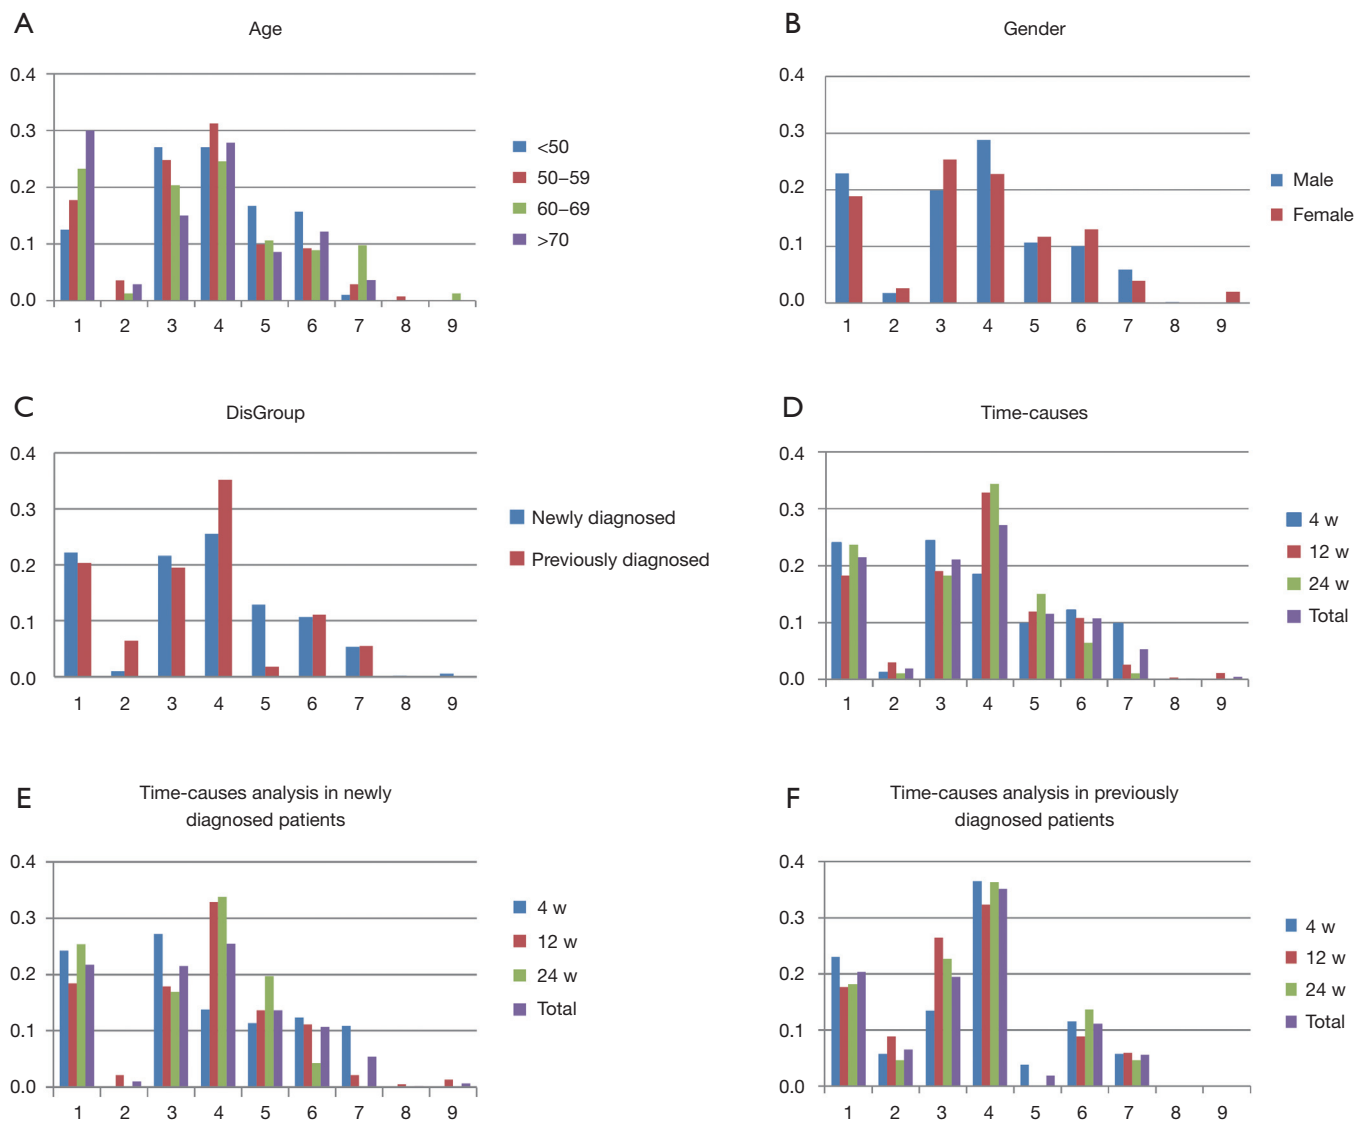 A
Age
0.4
0.3
0.2
0.1
0.0
1 2 3 4 5 6 7 8 9
<50
50–59
60–69
>70
B
Gender
0.4
0.3
0.2
0.1
0.0
1 2 3 4 5 6 7 8 9
Male
Female
C
DisGroup
0.4
0.3
0.2
0.1
0.0
1 2 3 4 5 6 7 8 9
Newly diagnosed
Previously diagnosed
D
Time-causes
0.4
0.3
0.2
0.1
0.0
1 2 3 4 5 6 7 8 9
4 w
12 w
24 w
Total
E
Time-causes analysis in newly
diagnosed patients
0.4
0.3
0.2
0.1
0.0
1 2 3 4 5 6 7 8 9
4 w
12 w
24 w
Total
F
Time-causes analysis in previously
diagnosed patients
0.4
0.3
0.2
0.1
0.0
1 2 3 4 5 6 7 8 9
4 w
12 w
24 w
Total